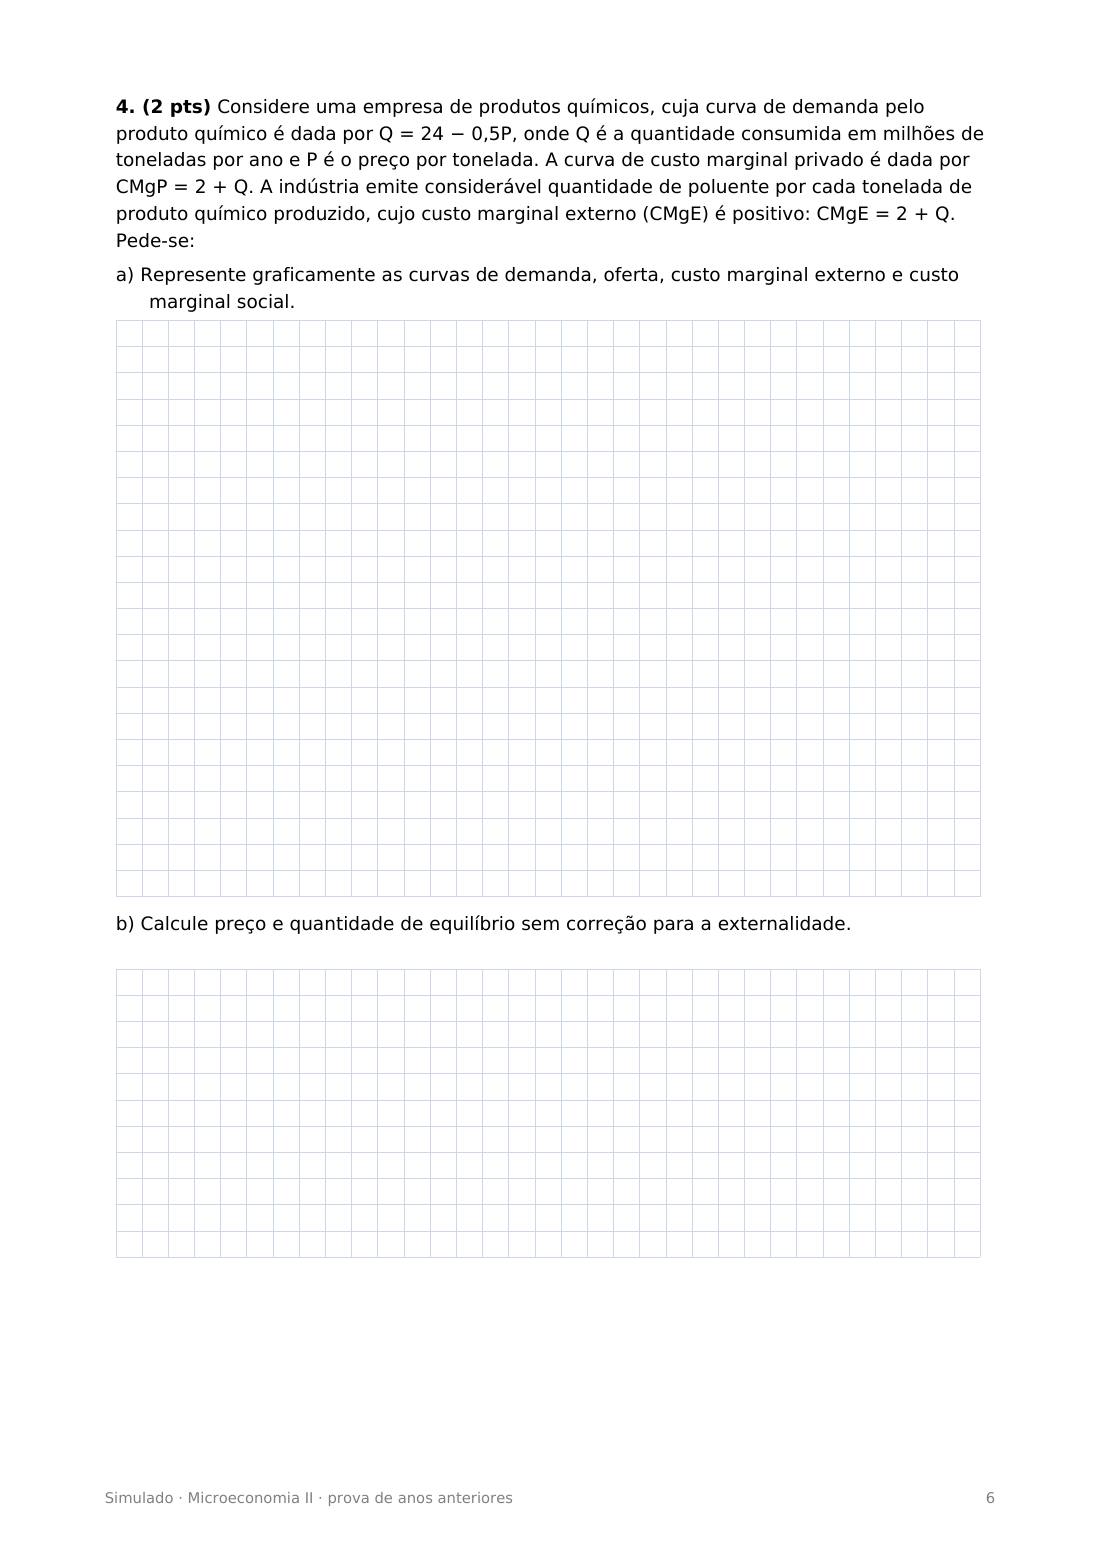 4. (2 pts) Considere uma empresa de produtos químicos, cuja curva de demanda pelo
produto químico é dada por Q = 24 − 0,5P, onde Q é a quantidade consumida em milhões de
toneladas por ano e P é o preço por tonelada. A curva de custo marginal privado é dada por
CMgP = 2 + Q. A indústria emite considerável quantidade de poluente por cada tonelada de
produto químico produzido, cujo custo marginal externo (CMgE) é positivo: CMgE = 2 + Q.
Pede-se:
a) Represente graficamente as curvas de demanda, oferta, custo marginal externo e custo
marginal social.
b) Calcule preço e quantidade de equilíbrio sem correção para a externalidade.
Simulado · Microeconomia II · prova de anos anteriores 6